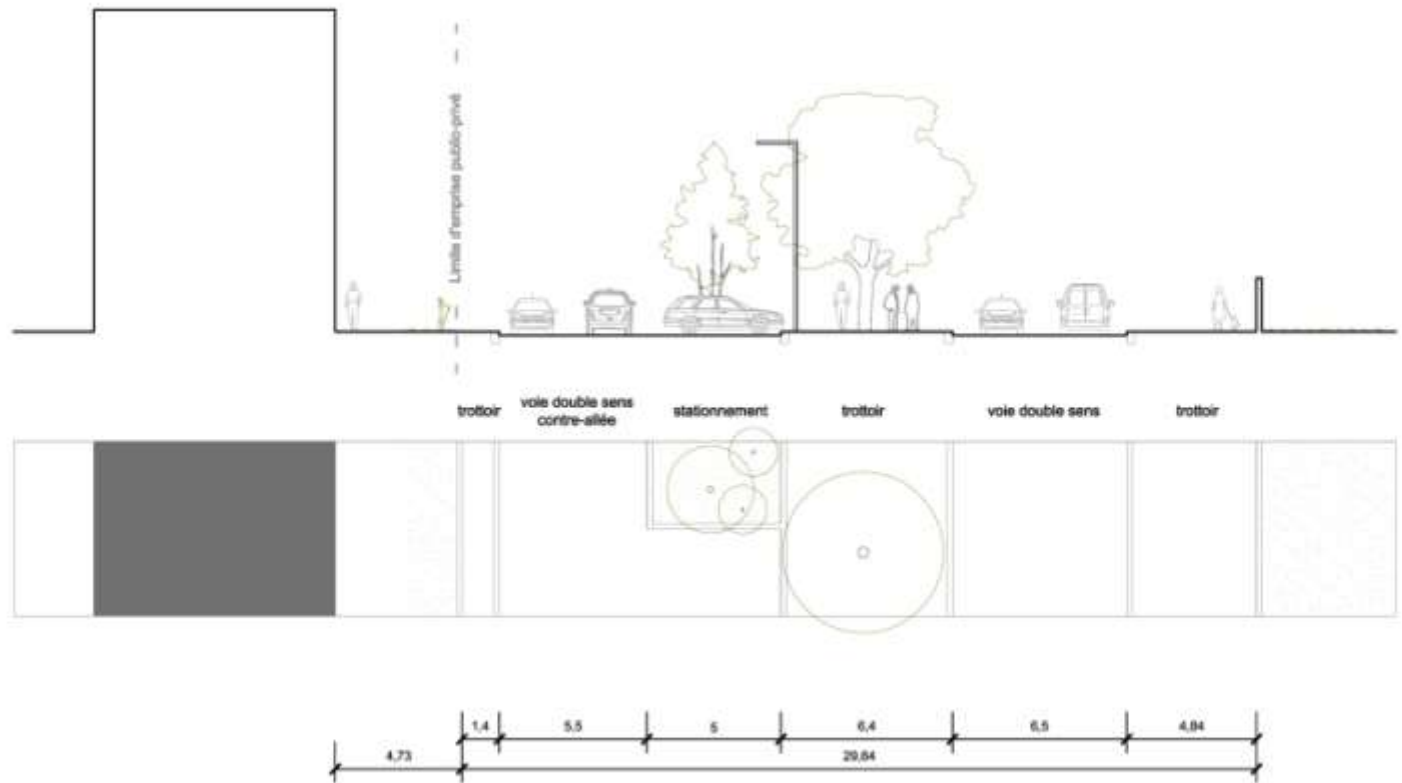 Limite d'emprise public-privé
trottoir
voie double sens
contre-allée
stationnement
trottoir
voie double sens
trottoir
1,4
5,5
5
6,4
6,5
4,84
4,73
29,64